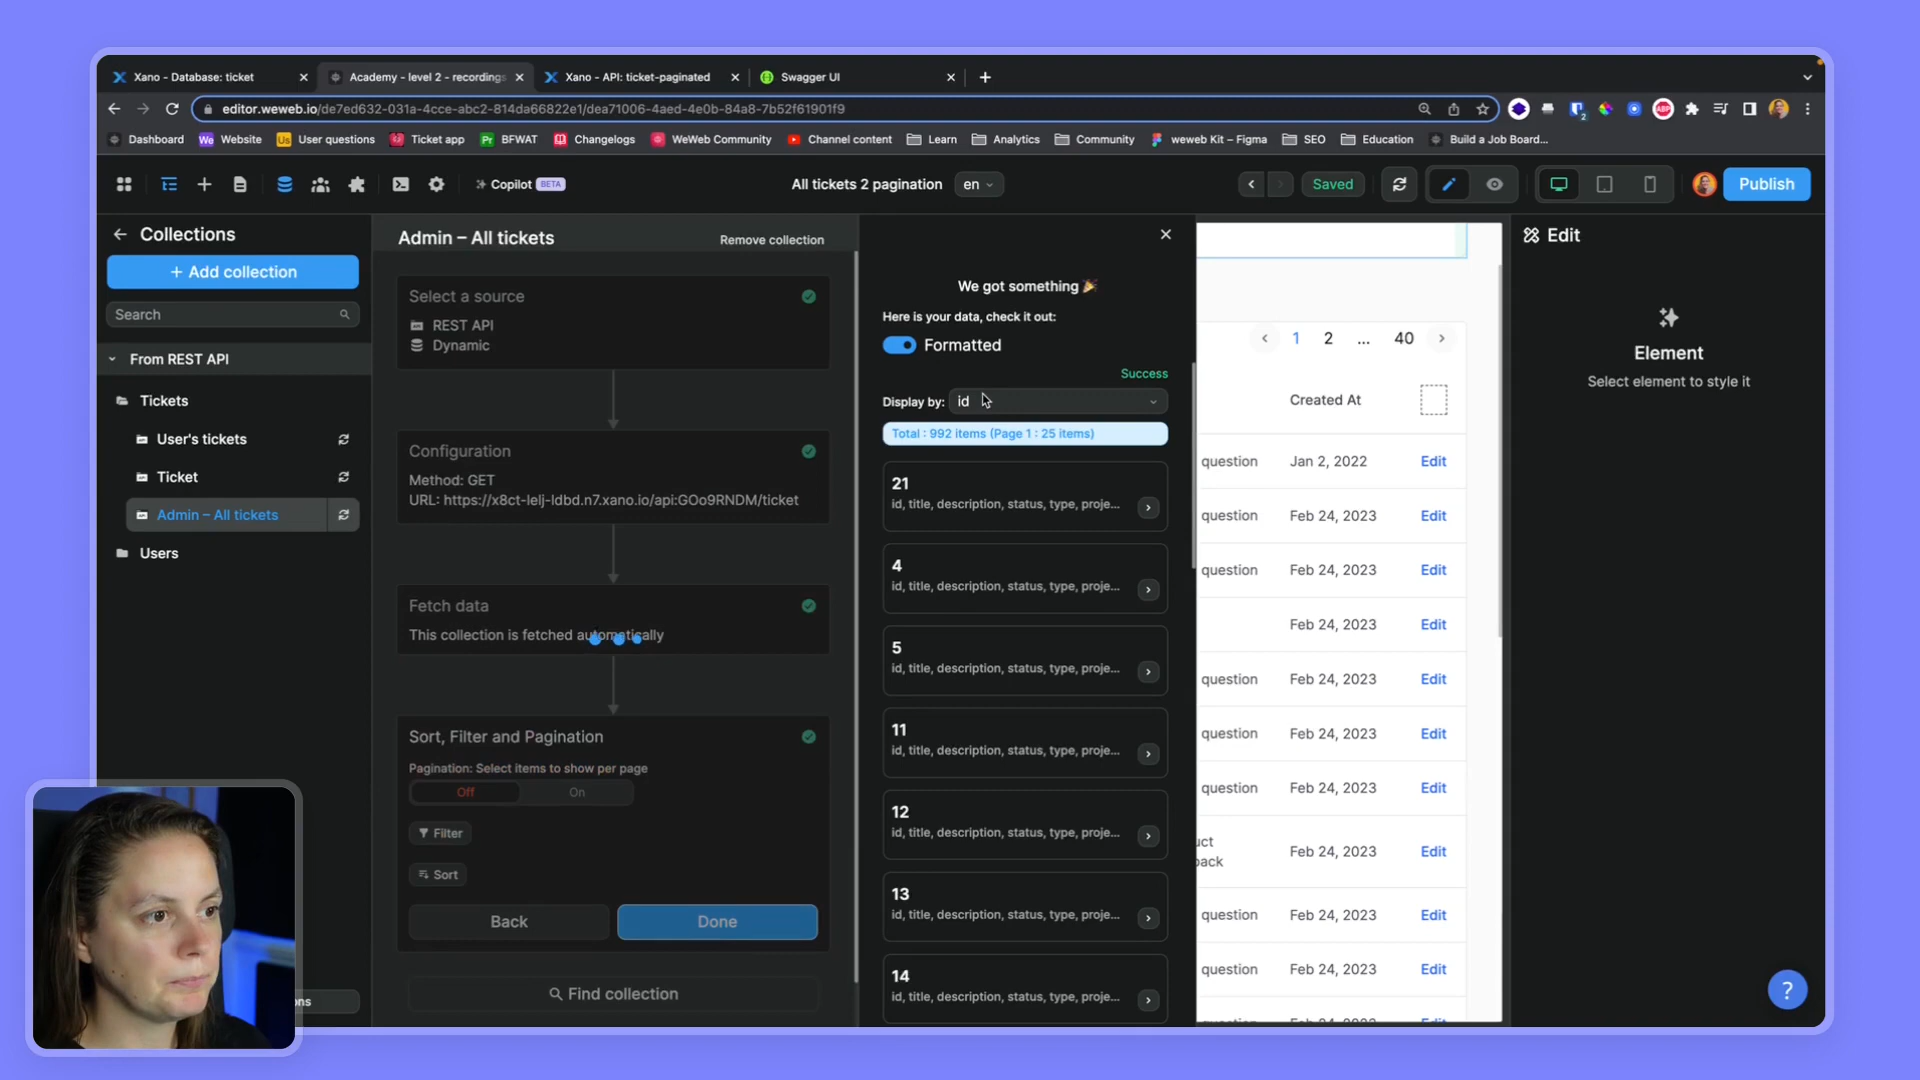 Xano - Database: ticket
Academy - level 2 - recordings
Xano - API: ticket-paginated
Swagger UI
editor.weweb.io/de7ed632-031a-4cce-abc2-814da66822e1/dea71006-4aed-4e0b-84a8-7b52f61901f9
Dashboard
We Website
Us User questions
Ticket app
Pr BFWAT
Changelogs
WeWeb Community
Channel content
Learn
Analytics
Community
weweb Kit – Figma
SEO
Education
Build a Job Board...
Copilot BETA
All tickets 2 pagination
en
Saved
Publish
Collections
+ Add collection
Search
From REST API
Tickets
User's tickets
Ticket
Admin – All tickets
Users
Admin – All tickets
Remove collection
Select a source
REST API
Dynamic
Configuration
Method: GET
URL: https://x8ct-lelj-ldbd.n7.xano.io/api:GOo9RNDM/ticket
Fetch data
This collection is fetched automatically
Sort, Filter and Pagination
Pagination: Select items to show per page
Off
On
Filter
Sort
Back
Done
Find collection
We got something
Here is your data, check it out:
Formatted
Success
Display by:
id
Total : 992 items (Page 1 : 25 items)
21
id, title, description, status, type, proje...
4
id, title, description, status, type, proje...
5
id, title, description, status, type, proje...
11
id, title, description, status, type, proje...
12
id, title, description, status, type, proje...
13
id, title, description, status, type, proje...
14
id, title, description, status, type, proje...
1 2 ... 40
Created At
question Jan 2, 2022 Edit
question Feb 24, 2023 Edit
question Feb 24, 2023 Edit
Feb 24, 2023 Edit
question Feb 24, 2023 Edit
question Feb 24, 2023 Edit
question Feb 24, 2023 Edit
Feb 24, 2023 Edit
question Feb 24, 2023 Edit
question Feb 24, 2023 Edit
Edit
Element
Select element to style it
?